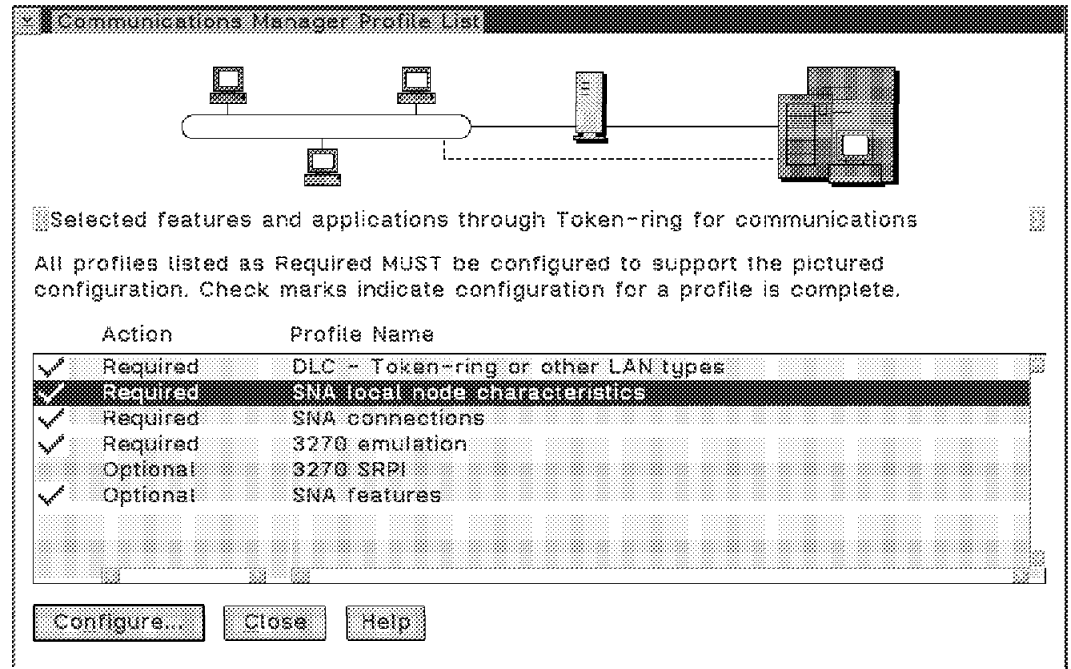 Communications Manager Profile List
Selected features and applications through Token-ring for communications
All profiles listed as Required MUST be configured to support the pictured
configuration. Check marks indicate configuration for a profile is complete.
Action Profile Name
Required DLC - Token-ring or other LAN types
Required SNA local node characteristics
Required SNA connections
Required 3270 emulation
Optional 3270 SRPI
Optional SNA features
Configure... Close Help